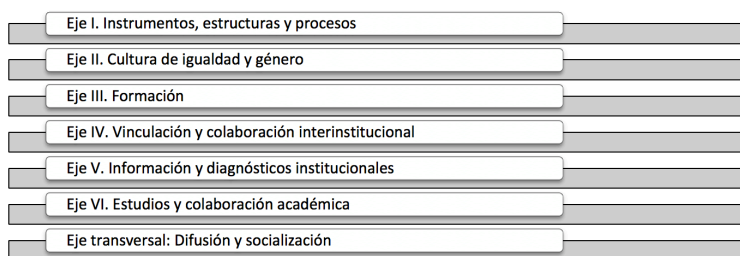 Eje I. Instrumentos, estructuras y procesos
Eje II. Cultura de igualdad y género
Eje III. Formación
Eje IV. Vinculación y colaboración interinstitucional
Eje V. Información y diagnósticos institucionales
Eje VI. Estudios y colaboración académica
Eje transversal: Difusión y socialización